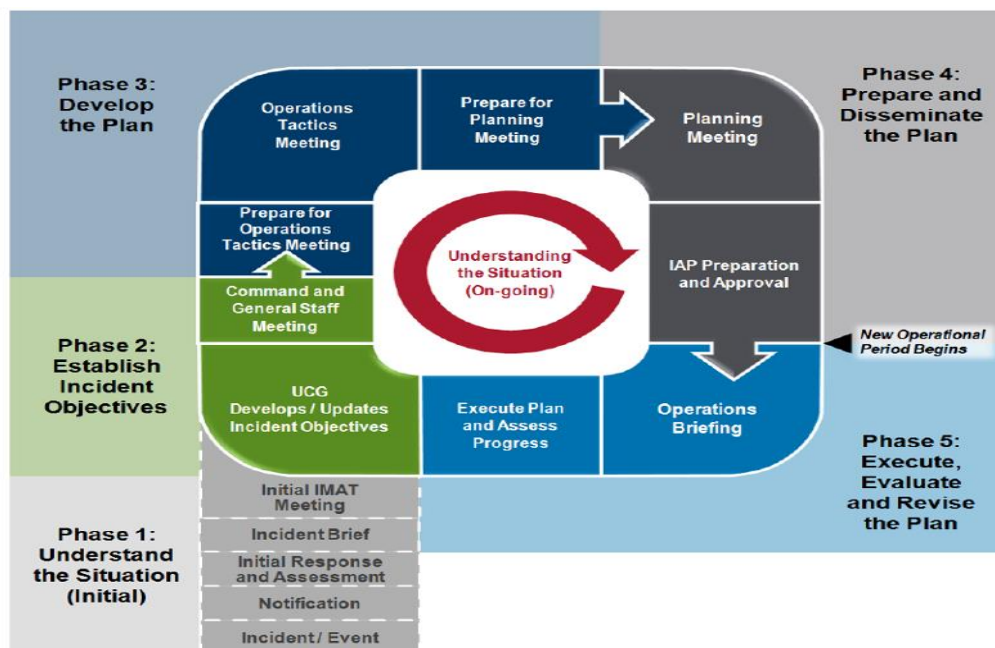 Phase 3:
Develop
the Plan
Operations
Tactics
Meeting
Prepare for
Planning
Meeting
Planning
Meeting
Phase 4:
Prepare and
Disseminate
the Plan
Prepare for
Operations
Tactics Meeting
Understanding
the Situation
(On-going)
IAP Preparation
and Approval
Command and
General Staff
Meeting
New Operational
Period Begins
Phase 2:
Establish
Incident
Objectives
UCG
Develops / Updates
Incident Objectives
Execute Plan
and Assess
Progress
Operations
Briefing
Phase 5:
Execute,
Evaluate
and Revise
the Plan
Phase 1:
Understand
the Situation
(Initial)
Initial IMAT
Meeting
Incident Brief
Initial Response
and Assessment
Notification
Incident / Event